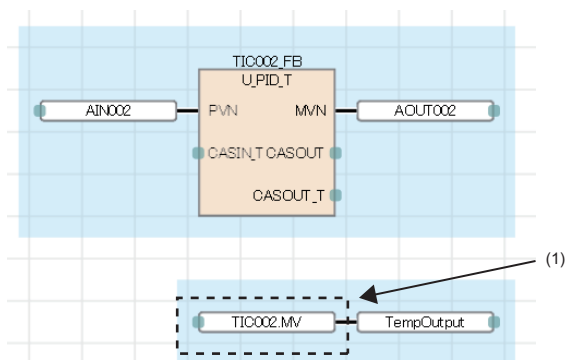 TIC002_FB
U_PID_T
AIN002
PVN
MVN
AOUT002
CASIN_T
CASOUT
CASOUT_T
(1)
TIC002.MV
TempOutput